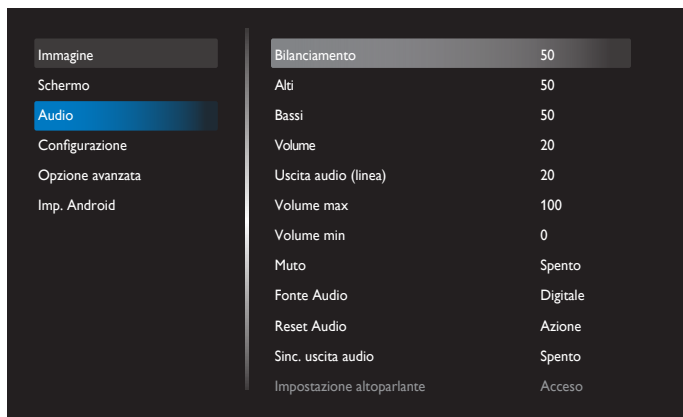 Immagine
Schermo
Audio
Configurazione
Opzione avanzata
Imp. Android
Bilanciamento 50
Alti 50
Bassi 50
Volume 20
Uscita audio (linea) 20
Volume max 100
Volume min 0
Muto Spento
Fonte Audio Digitale
Reset Audio Azione
Sinc. uscita audio Spento
Impostazione altoparlante Acceso